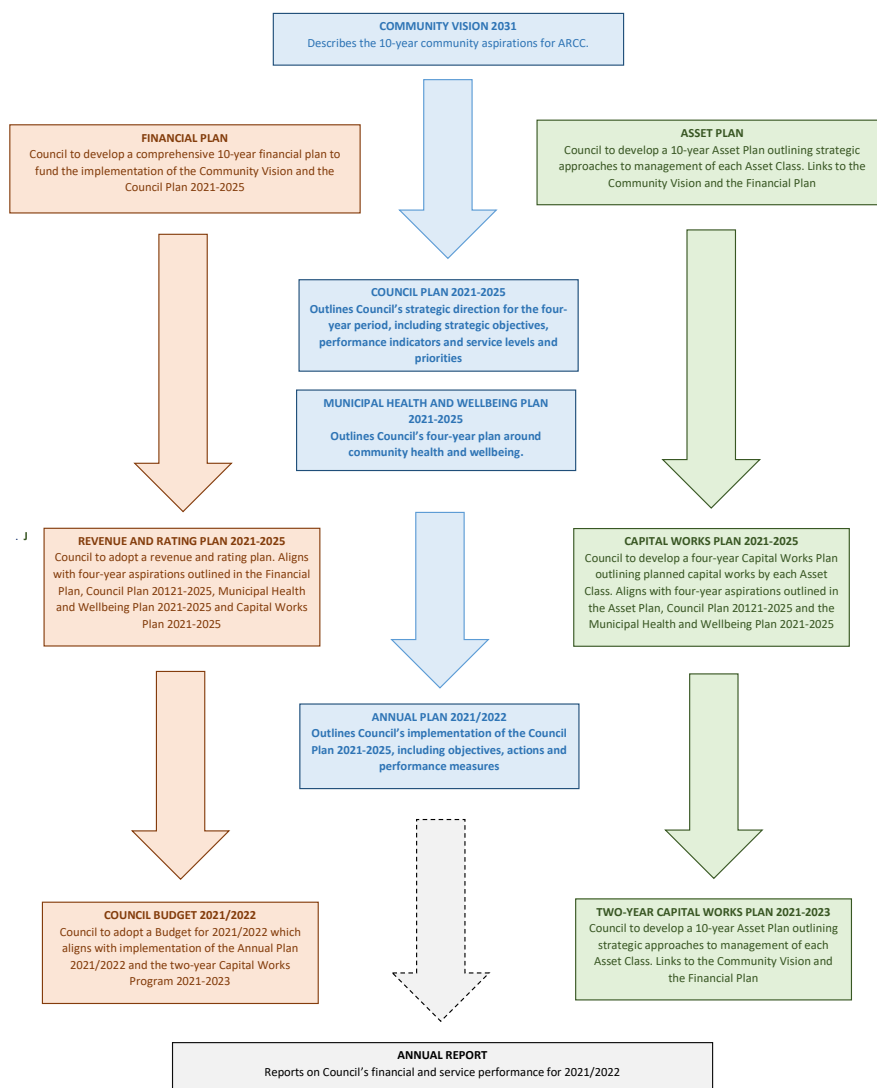 COMMUNITY VISION 2031
Describes the 10-year community aspirations for ARCC.
FINANCIAL PLAN
Council to develop a comprehensive 10-year financial plan to
fund the implementation of the Community Vision and the
Council Plan 2021-2025
ASSET PLAN
Council to develop a 10-year Asset Plan outlining strategic
approaches to management of each Asset Class. Links to the
Community Vision and the Financial Plan
COUNCIL PLAN 2021-2025
Outlines Council's strategic direction for the four-
year period, including strategic objectives,
performance indicators and service levels and
priorities
MUNICIPAL HEALTH AND WELLBEING PLAN
2021-2025
Outlines Council's four-year plan around
community health and wellbeing.
REVENUE AND RATING PLAN 2021-2025
Council to adopt a revenue and rating plan. Aligns
with four-year aspirations outlined in the Financial
Plan, Council Plan 20121-2025, Municipal Health
and Wellbeing Plan 2021-2025 and Capital Works
Plan 2021-2025
CAPITAL WORKS PLAN 2021-2025
Council to develop a four-year Capital Works Plan
outlining planned capital works by each Asset
Class. Aligns with four-year aspirations outlined in
the Asset Plan, Council Plan 20121-2025 and the
Municipal Health and Wellbeing Plan 2021-2025
ANNUAL PLAN 2021/2022
Outlines Council's implementation of the Council
Plan 2021-2025, including objectives, actions and
performance measures
COUNCIL BUDGET 2021/2022
Council to adopt a Budget for 2021/2022 which
aligns with implementation of the Annual Plan
2021/2022 and the two-year Capital Works
Program 2021-2023
TWO-YEAR CAPITAL WORKS PLAN 2021-2023
Council to develop a 10-year Asset Plan outlining
strategic approaches to management of each
Asset Class. Links to the Community Vision and
the Financial Plan
ANNUAL REPORT
Reports on Council's financial and service performance for 2021/2022